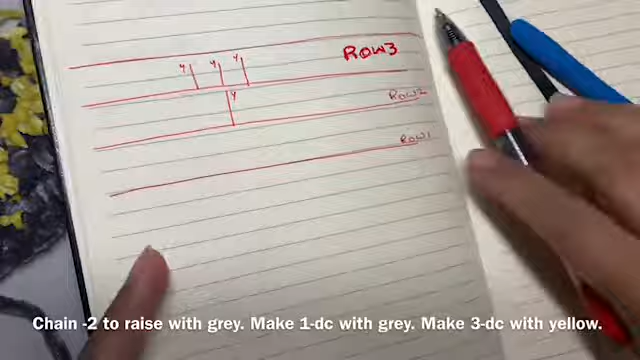 ROW3
Y Y Y
Y
ROW2
ROW1
Chain -2 to raise with grey. Make 1-dc with grey. Make 3-dc with yellow.